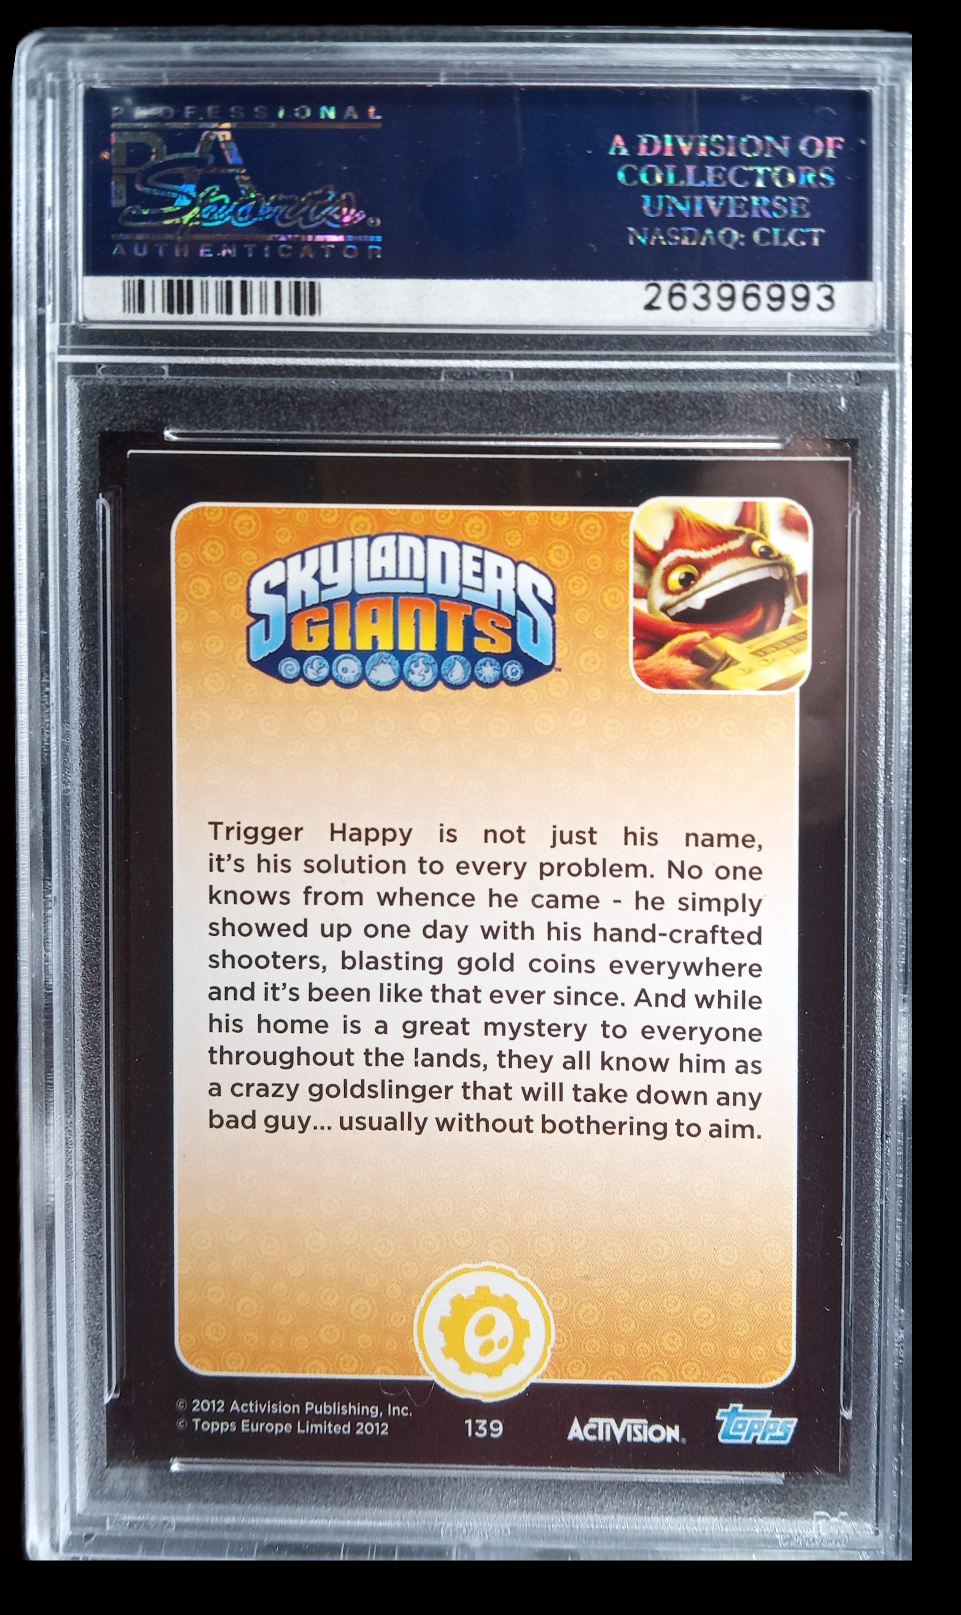 PROFESSIONAL
PSA
AUTHENTICATOR
A DIVISION OF
COLLECTORS
UNIVERSE
NASDAQ: CLCT
26396993
SKYLANDERS
GIANTS
™
Trigger Happy is not just his name,
it's his solution to every problem. No one
knows from whence he came - he simply
showed up one day with his hand-crafted
shooters, blasting gold coins everywhere
and it's been like that ever since. And while
his home is a great mystery to everyone
throughout the lands, they all know him as
a crazy goldslinger that will take down any
bad guy... usually without bothering to aim.
© 2012 Activision Publishing, Inc.
© Topps Europe Limited 2012
139
ACTIVISION.
topps